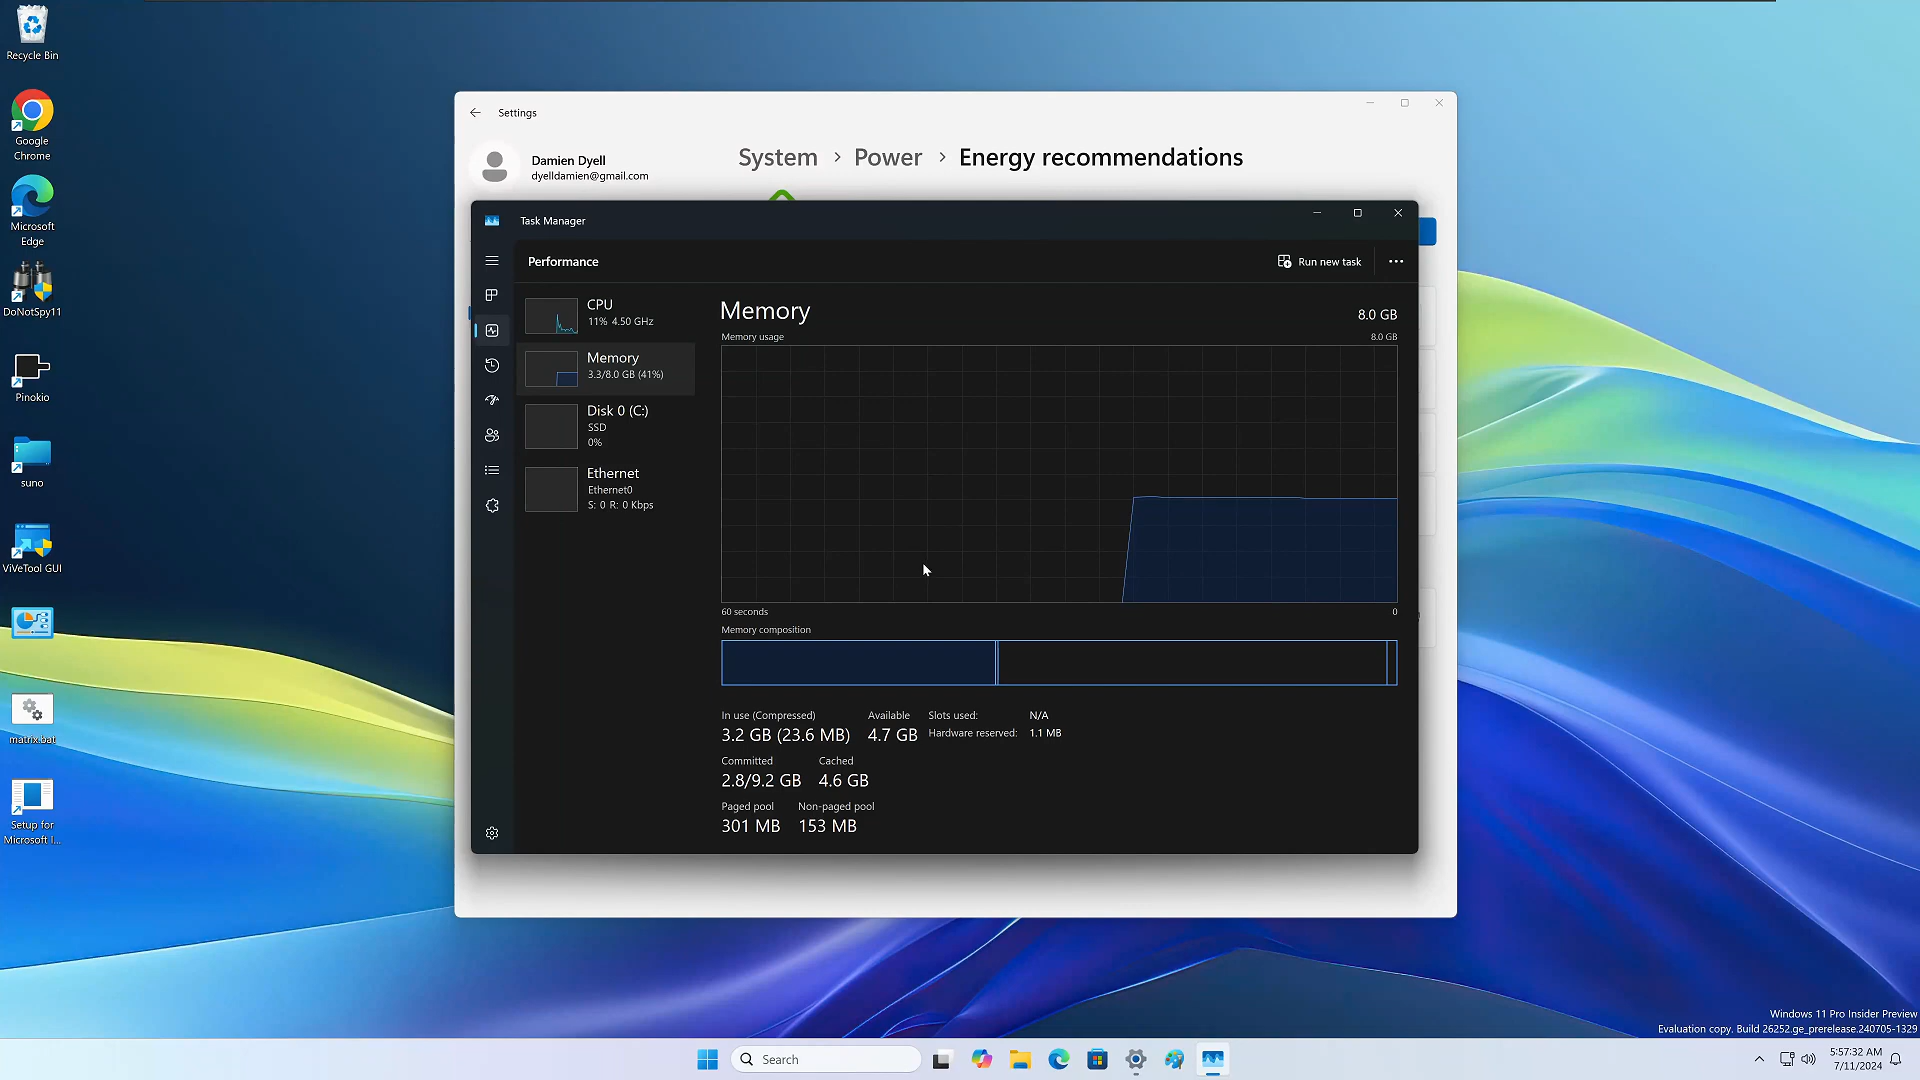 Recycle Bin
Google
Chrome
Microsoft
Edge
DoNotSpy11
Pinokio
suno
ViVeTool GUI
matrix.bat
Setup for
Microsoft I...
Settings
Damien Dyell
dyelldamien@gmail.com
System > Power > Energy recommendations
Task Manager
Performance
Run new task
CPU
11% 4.50 GHz
Memory
3.3/8.0 GB (41%)
Disk 0 (C:)
SSD
0%
Ethernet
Ethernet0
S: 0 R: 0 Kbps
Memory
8.0 GB
Memory usage
8.0 GB
60 seconds
0
Memory composition
In use (Compressed)
3.2 GB (23.6 MB)
Available
4.7 GB
Slots used:
N/A
Hardware reserved:
1.1 MB
Committed
2.8/9.2 GB
Cached
4.6 GB
Paged pool
301 MB
Non-paged pool
153 MB
Windows 11 Pro Insider Preview
Evaluation copy. Build 26252.ge_prerelease.240705-1329
Search
5:57:32 AM
7/11/2024